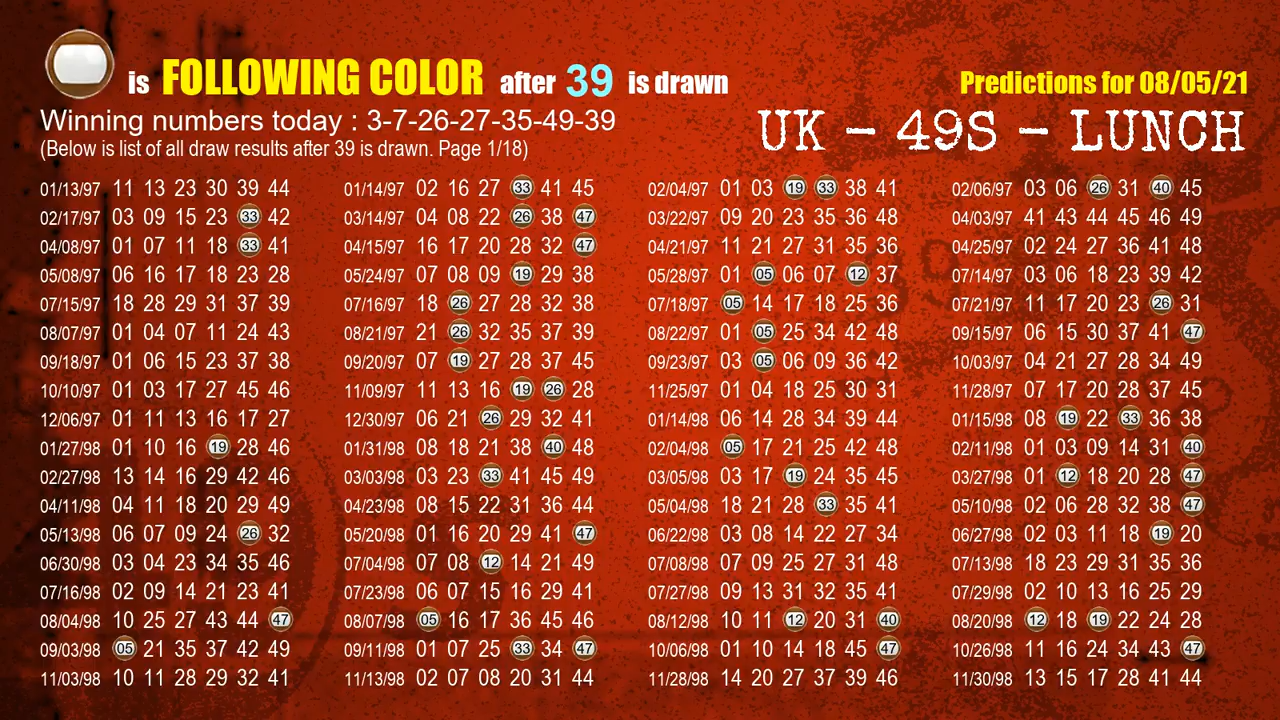 is FOLLOWING COLOR after 39 is drawn
Predictions for 08/05/21
Winning numbers today : 3-7-26-27-35-49-39
UK - 49S - LUNCH
(Below is list of all draw results after 39 is drawn. Page 1/18)
01/13/97 11 13 23 30 39 44 01/14/97 02 16 27 33 41 45 02/04/97 01 03 19 33 38 41 02/06/97 03 06 26 31 40 45
02/17/97 03 09 15 23 33 42 03/14/97 04 08 22 26 38 47 03/22/97 09 20 23 35 36 48 04/03/97 41 43 44 45 46 49
04/08/97 01 07 11 18 33 41 04/15/97 16 17 20 28 32 47 04/21/97 11 21 27 31 35 36 04/25/97 02 24 27 36 41 48
05/08/97 06 16 17 18 23 28 05/24/97 07 08 09 19 29 38 05/28/97 01 05 06 07 12 37 07/14/97 03 06 18 23 39 42
07/15/97 18 28 29 31 37 39 07/16/97 18 26 27 28 32 38 07/18/97 05 14 17 18 25 36 07/21/97 11 17 20 23 26 31
08/07/97 01 04 07 11 24 43 08/21/97 21 26 32 35 37 39 08/22/97 01 05 25 34 42 48 09/15/97 06 15 30 37 41 47
09/18/97 01 06 15 23 37 38 09/20/97 07 19 27 28 37 45 09/23/97 03 05 06 09 36 42 10/03/97 04 21 27 28 34 49
10/10/97 01 03 17 27 45 46 11/09/97 11 13 16 19 26 28 11/25/97 01 04 18 25 30 31 11/28/97 07 17 20 28 37 45
12/06/97 01 11 13 16 17 27 12/30/97 06 21 26 29 32 41 01/14/98 06 14 28 34 39 44 01/15/98 08 19 22 33 36 38
01/27/98 01 10 16 19 28 46 01/31/98 08 18 21 38 40 48 02/04/98 05 17 21 25 42 48 02/11/98 01 03 09 14 31 40
02/27/98 13 14 16 29 42 46 03/03/98 03 23 33 41 45 49 03/05/98 03 17 19 24 35 45 03/27/98 01 12 18 20 28 47
04/11/98 04 11 18 20 29 49 04/23/98 08 15 22 31 36 44 05/04/98 18 21 28 33 35 41 05/10/98 02 06 28 32 38 47
05/13/98 06 07 09 24 26 32 05/20/98 01 16 20 29 41 47 06/22/98 03 08 14 22 27 34 06/27/98 02 03 11 18 19 20
06/30/98 03 04 23 34 35 46 07/04/98 07 08 12 14 21 49 07/08/98 07 09 25 27 31 48 07/13/98 18 23 29 31 35 36
07/16/98 02 09 14 21 23 41 07/23/98 06 07 15 16 29 41 07/27/98 09 13 31 32 35 41 07/29/98 02 10 13 16 25 29
08/04/98 10 25 27 43 44 47 08/07/98 05 16 17 36 45 46 08/12/98 10 11 12 20 31 40 08/20/98 12 18 19 22 24 28
09/03/98 05 21 35 37 42 49 09/11/98 01 07 25 33 34 47 10/06/98 01 10 14 18 45 47 10/26/98 11 16 24 34 43 47
11/03/98 10 11 28 29 32 41 11/13/98 02 07 08 20 31 44 11/28/98 14 20 27 37 39 46 11/30/98 13 15 17 28 41 44